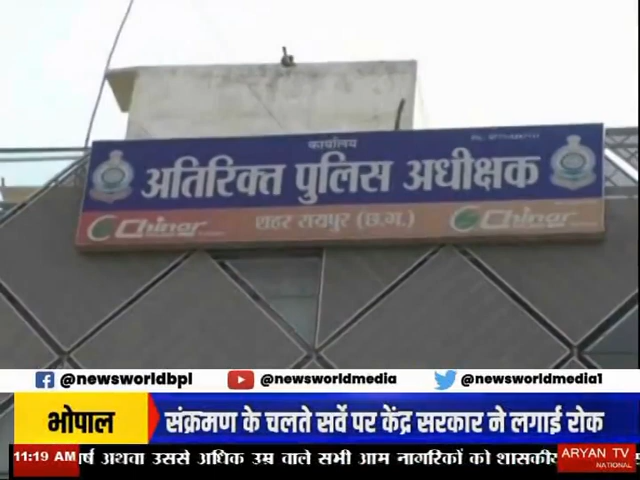 कार्यालय
अतिरिक्त पुलिस अधीक्षक
Chinar शहर रायपुर (छ.ग.) Chinar
@newsworldbpl @newsworldmedia @newsworldmedia1
भोपाल संक्रमण के चलते सर्वे पर केंद्र सरकार ने लगाई रोक
11:19 AM र्ष अथवा उससे अधिक उम्र वाले सभी आम नागरिकों को शासकीय ARYAN TV
NATIONAL